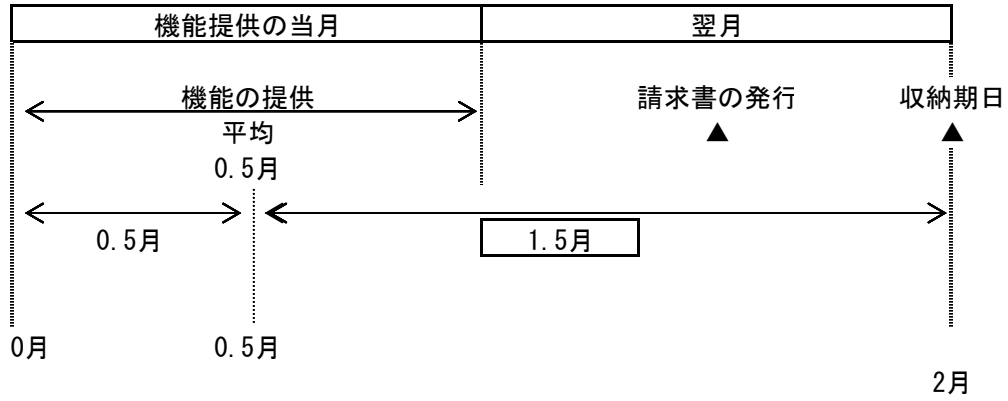 機能提供の当月 翌月
機能の提供 請求書の発行 収納期日
平均 ▲ ▲
0.5月
0.5月 1.5月
0月 0.5月
2月